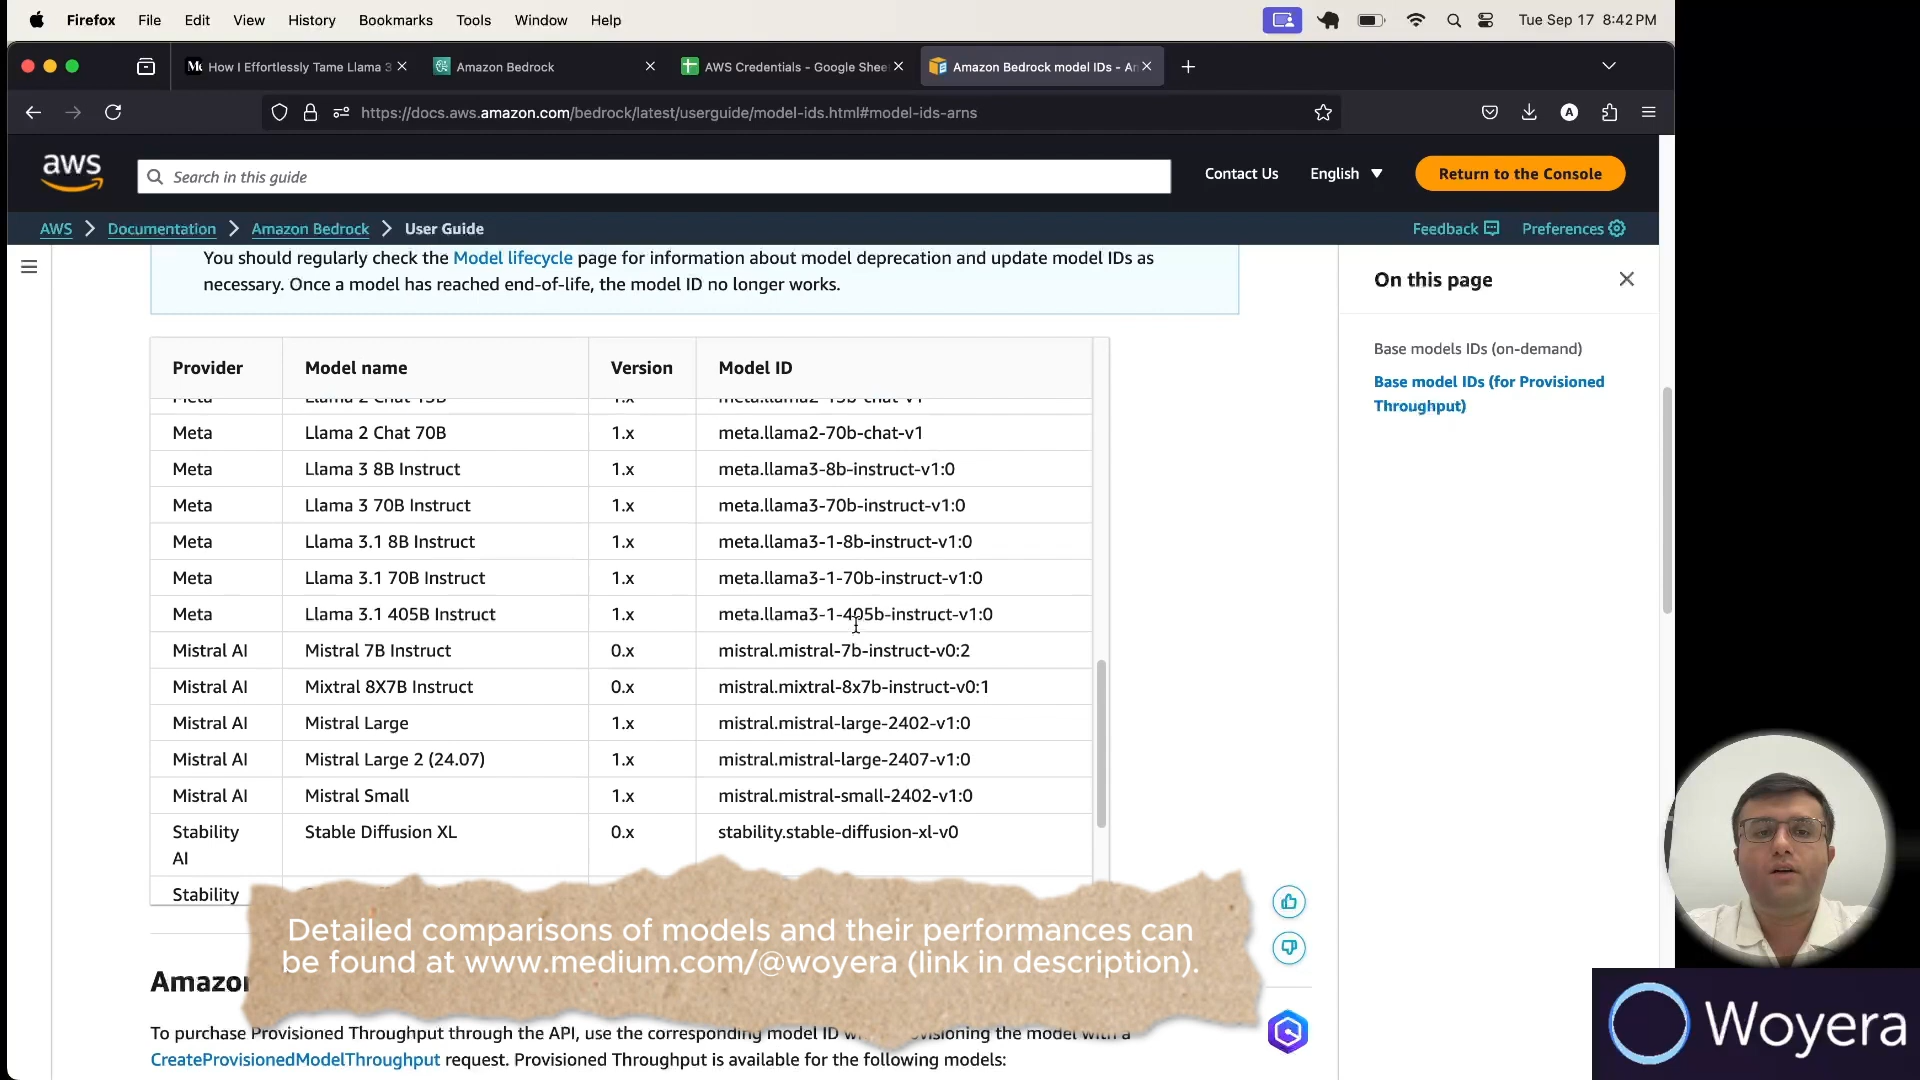 Firefox File Edit View History Bookmarks Tools Window Help Tue Sep 17 8:42 PM
How I Effortlessly Tame Llama 3 Amazon Bedrock AWS Credentials - Google Shee Amazon Bedrock model IDs - A
https://docs.aws.amazon.com/bedrock/latest/userguide/model-ids.html#model-ids-arns A
aws Search in this guide Contact Us English Return to the Console
AWS Documentation Amazon Bedrock User Guide Feedback Preferences
You should regularly check the Model lifecycle page for information about model deprecation and update model IDs as
necessary. Once a model has reached end-of-life, the model ID no longer works.
On this page
Base models IDs (on-demand)
Base model IDs (for Provisioned
Throughput)
Provider Model name Version Model ID
Meta Llama 2 Chat 13B 1.x meta.llama2-13b-chat-v1
Meta Llama 2 Chat 70B 1.x meta.llama2-70b-chat-v1
Meta Llama 3 8B Instruct 1.x meta.llama3-8b-instruct-v1:0
Meta Llama 3 70B Instruct 1.x meta.llama3-70b-instruct-v1:0
Meta Llama 3.1 8B Instruct 1.x meta.llama3-1-8b-instruct-v1:0
Meta Llama 3.1 70B Instruct 1.x meta.llama3-1-70b-instruct-v1:0
Meta Llama 3.1 405B Instruct 1.x meta.llama3-1-405b-instruct-v1:0
Mistral AI Mistral 7B Instruct 0.x mistral.mistral-7b-instruct-v0:2
Mistral AI Mixtral 8X7B Instruct 0.x mistral.mixtral-8x7b-instruct-v0:1
Mistral AI Mistral Large 1.x mistral.mistral-large-2402-v1:0
Mistral AI Mistral Large 2 (24.07) 1.x mistral.mistral-large-2407-v1:0
Mistral AI Mistral Small 1.x mistral.mistral-small-2402-v1:0
Stability Stable Diffusion XL 0.x stability.stable-diffusion-xl-v0
AI
Stability
Detailed comparisons of models and their performances can
be found at www.medium.com/@woyera (link in description).
Amazo
To purchase Provisioned Throughput through the API, use the corresponding model ID w provisioning the model with a
CreateProvisionedModelThroughput request. Provisioned Throughput is available for the following models:
Woyera